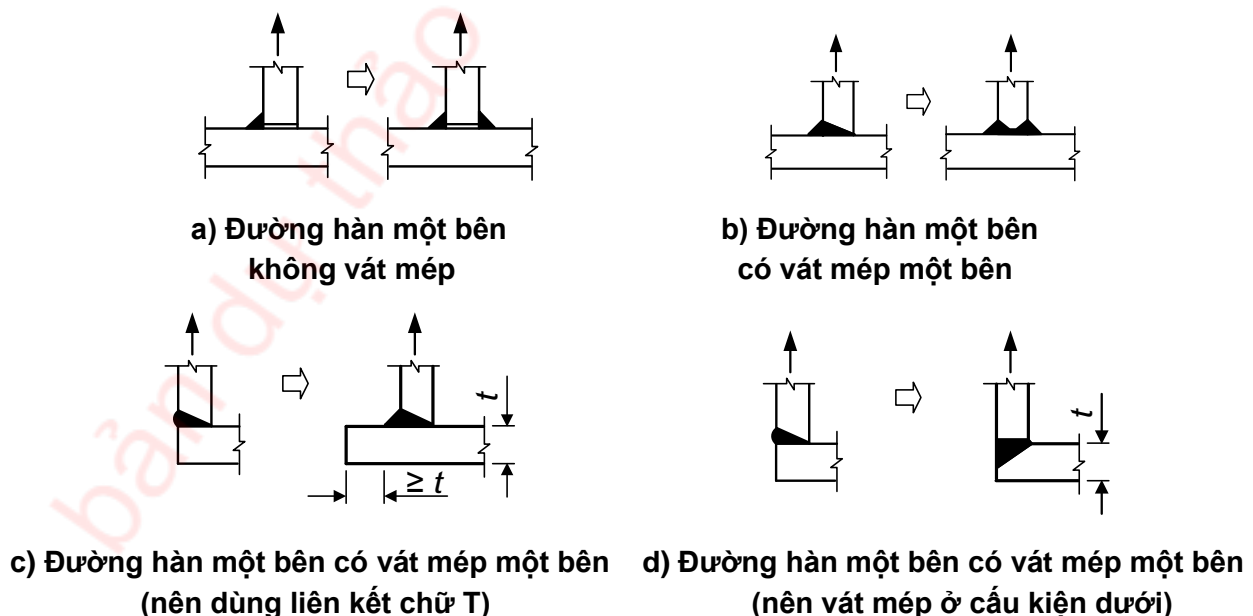 a) Đường hàn một bên
không vát mép
b) Đường hàn một bên
có vát mép một bên
t
≥ t
t
c) Đường hàn một bên có vát mép một bên
(nên dùng liên kết chữ T)
d) Đường hàn một bên có vát mép một bên
(nên vát mép ở cấu kiện dưới)
bản dự thảo